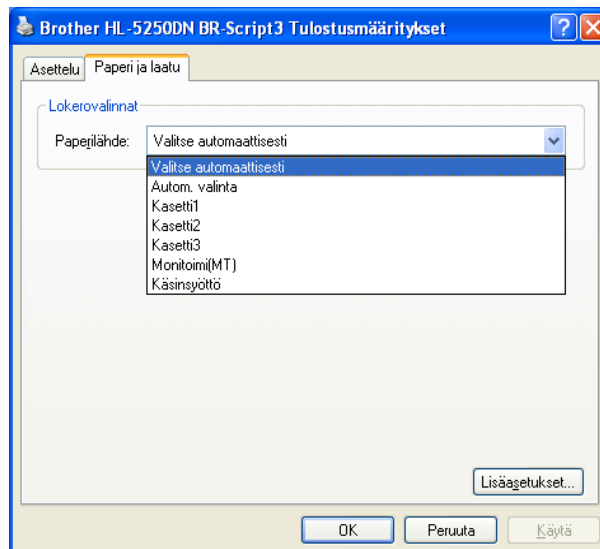 Brother HL-5250DN BR-Script3 Tulostusmääritykset
Asettelu Paperi ja laatu
Lokerovalinnat
Paperilähde: Valitse automaattisesti
Valitse automaattisesti
Autom. valinta
Kasetti1
Kasetti2
Kasetti3
Monitoimi(MT)
Käsinsyöttö
Lisäasetukset...
OK Peruuta Käytä